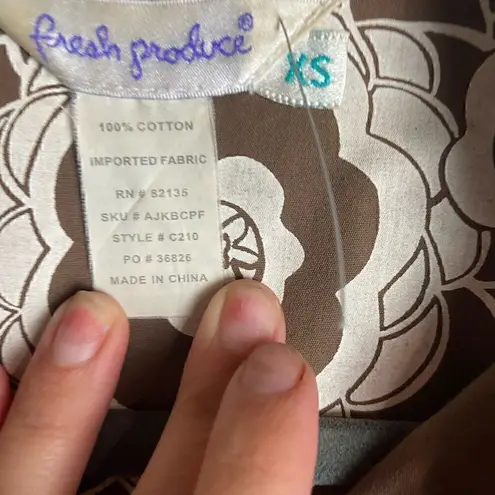 fresh produce®
XS
100% COTTON
IMPORTED FABRIC
RN # 82135
SKU # AJKBCPF
STYLE # C210
PO # 36826
MADE IN CHINA